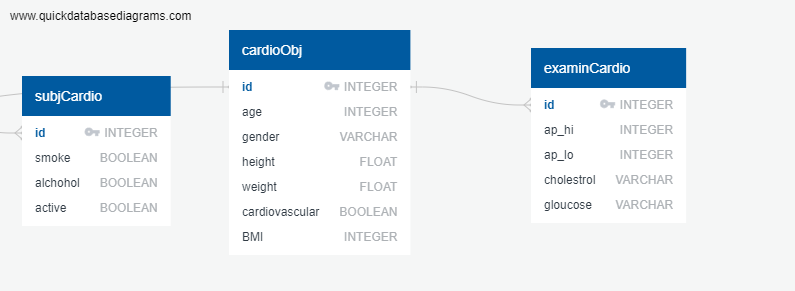 www.quickdatabasediagrams.com
subjCardio
id INTEGER
smoke BOOLEAN
alchohol BOOLEAN
active BOOLEAN
cardioObj
id INTEGER
age INTEGER
gender VARCHAR
height FLOAT
weight FLOAT
cardiovascular BOOLEAN
BMI INTEGER
examinCardio
id INTEGER
ap_hi INTEGER
ap_lo INTEGER
cholestrol VARCHAR
gloucose VARCHAR